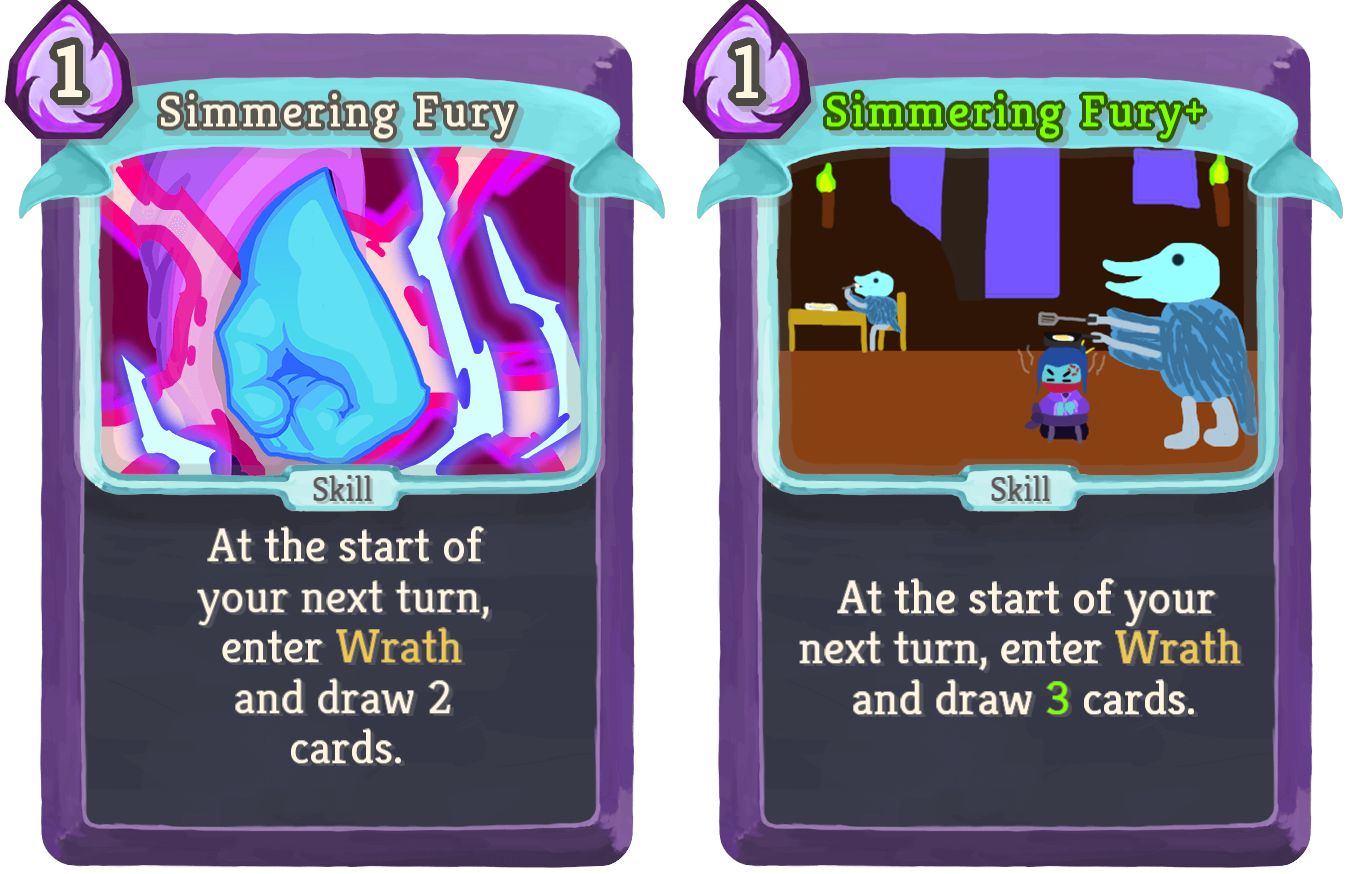 1
Simmering Fury
Skill
At the start of
your next turn,
enter Wrath
and draw 2
cards.
1
Simmering Fury+
Skill
At the start of your
next turn, enter Wrath
and draw 3 cards.